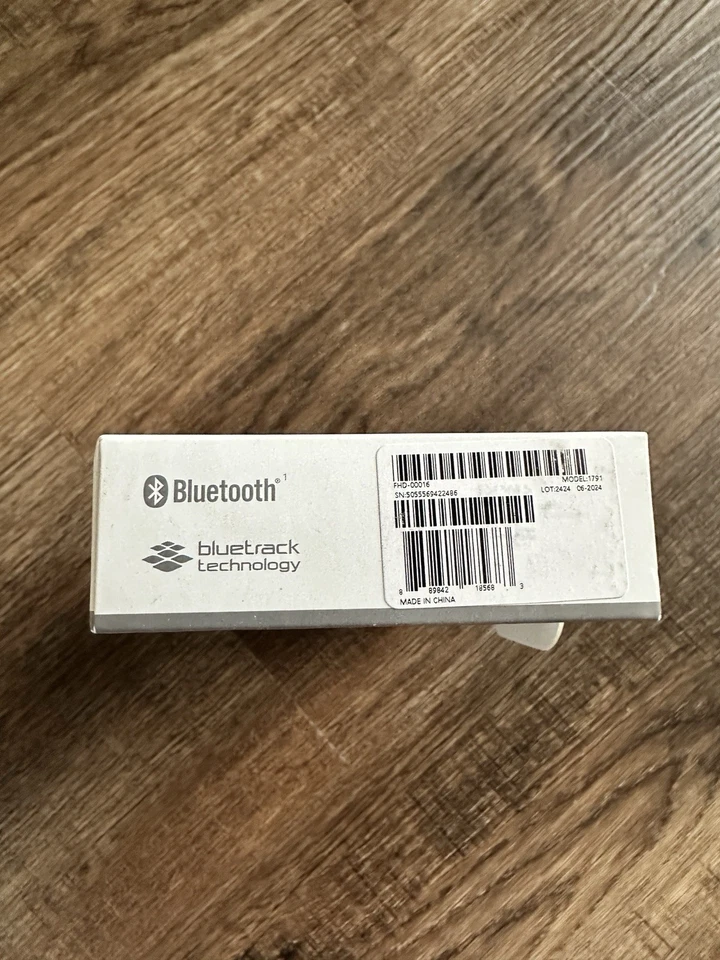 Bluetooth®1
bluetrack
technology
FHD-00016 MODEL:1791
SN:5055569422486 LOT:2424 06-2024
8 89842 18568 3
MADE IN CHINA